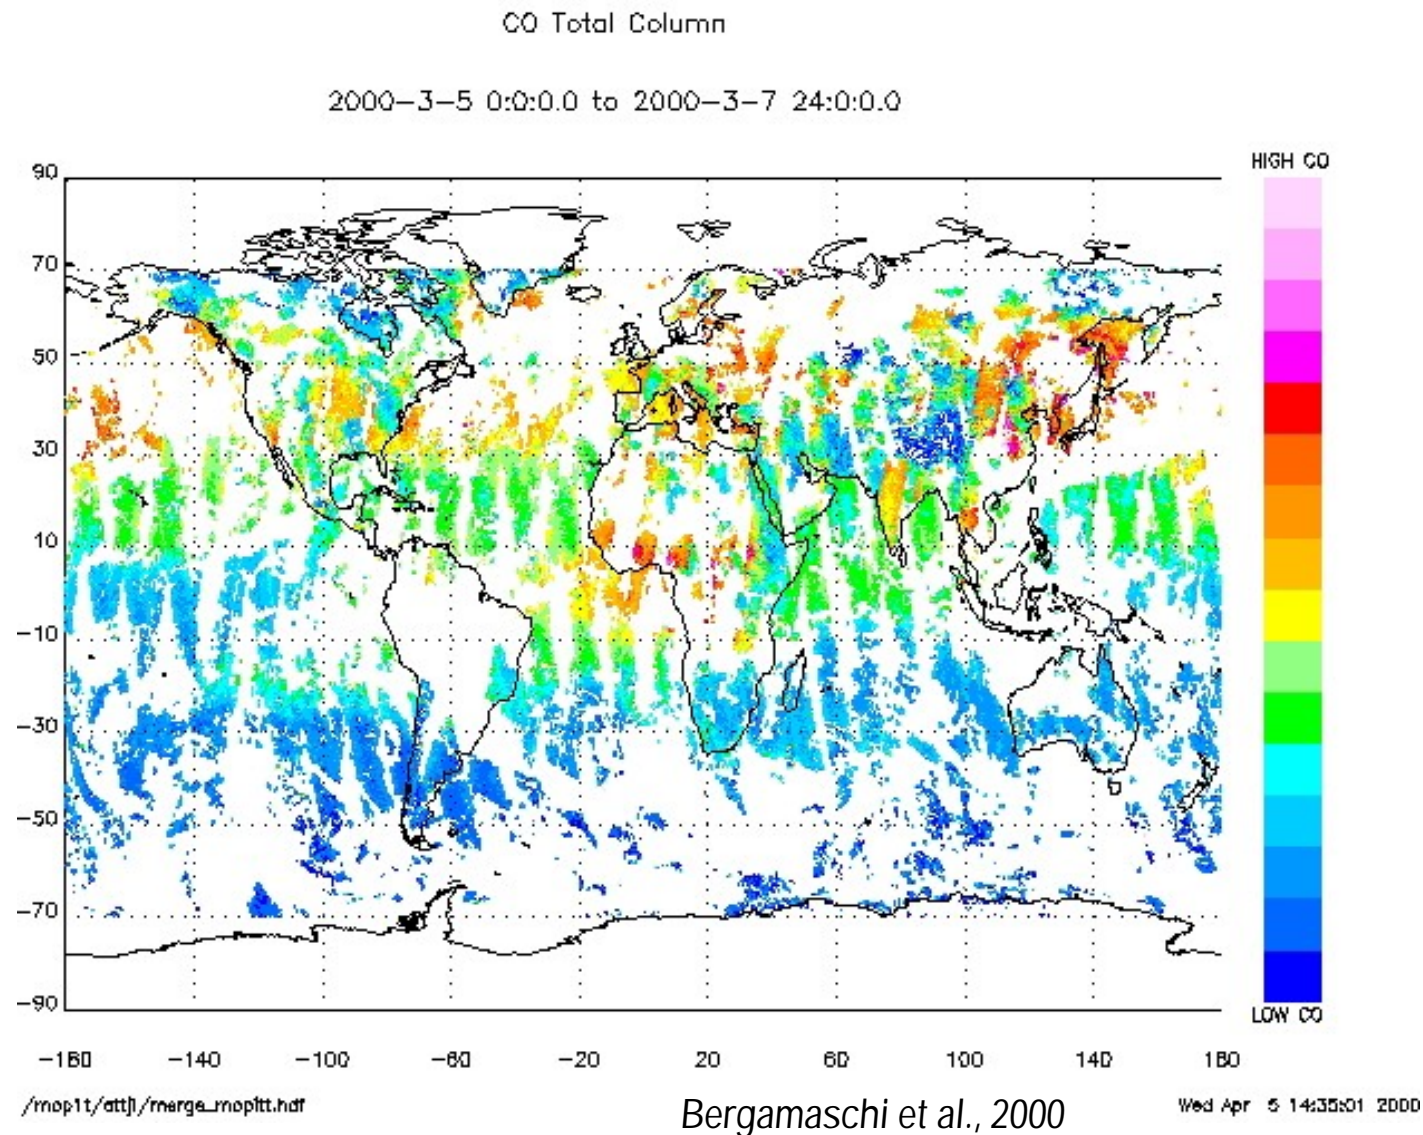 CO Total Column
2000-3-5 0:0:0.0 to 2000-3-7 24:0:0.0
HIGH CO
90
70
50
30
10
-10
-30
-50
-70
-90
LOW CO
-180 -140 -100 -60 -20 20 60 100 140 180
/mop1t/attj1/merge_mopitt.hdf
Bergamaschi et al., 2000
Wed Apr 5 14:35:01 2000